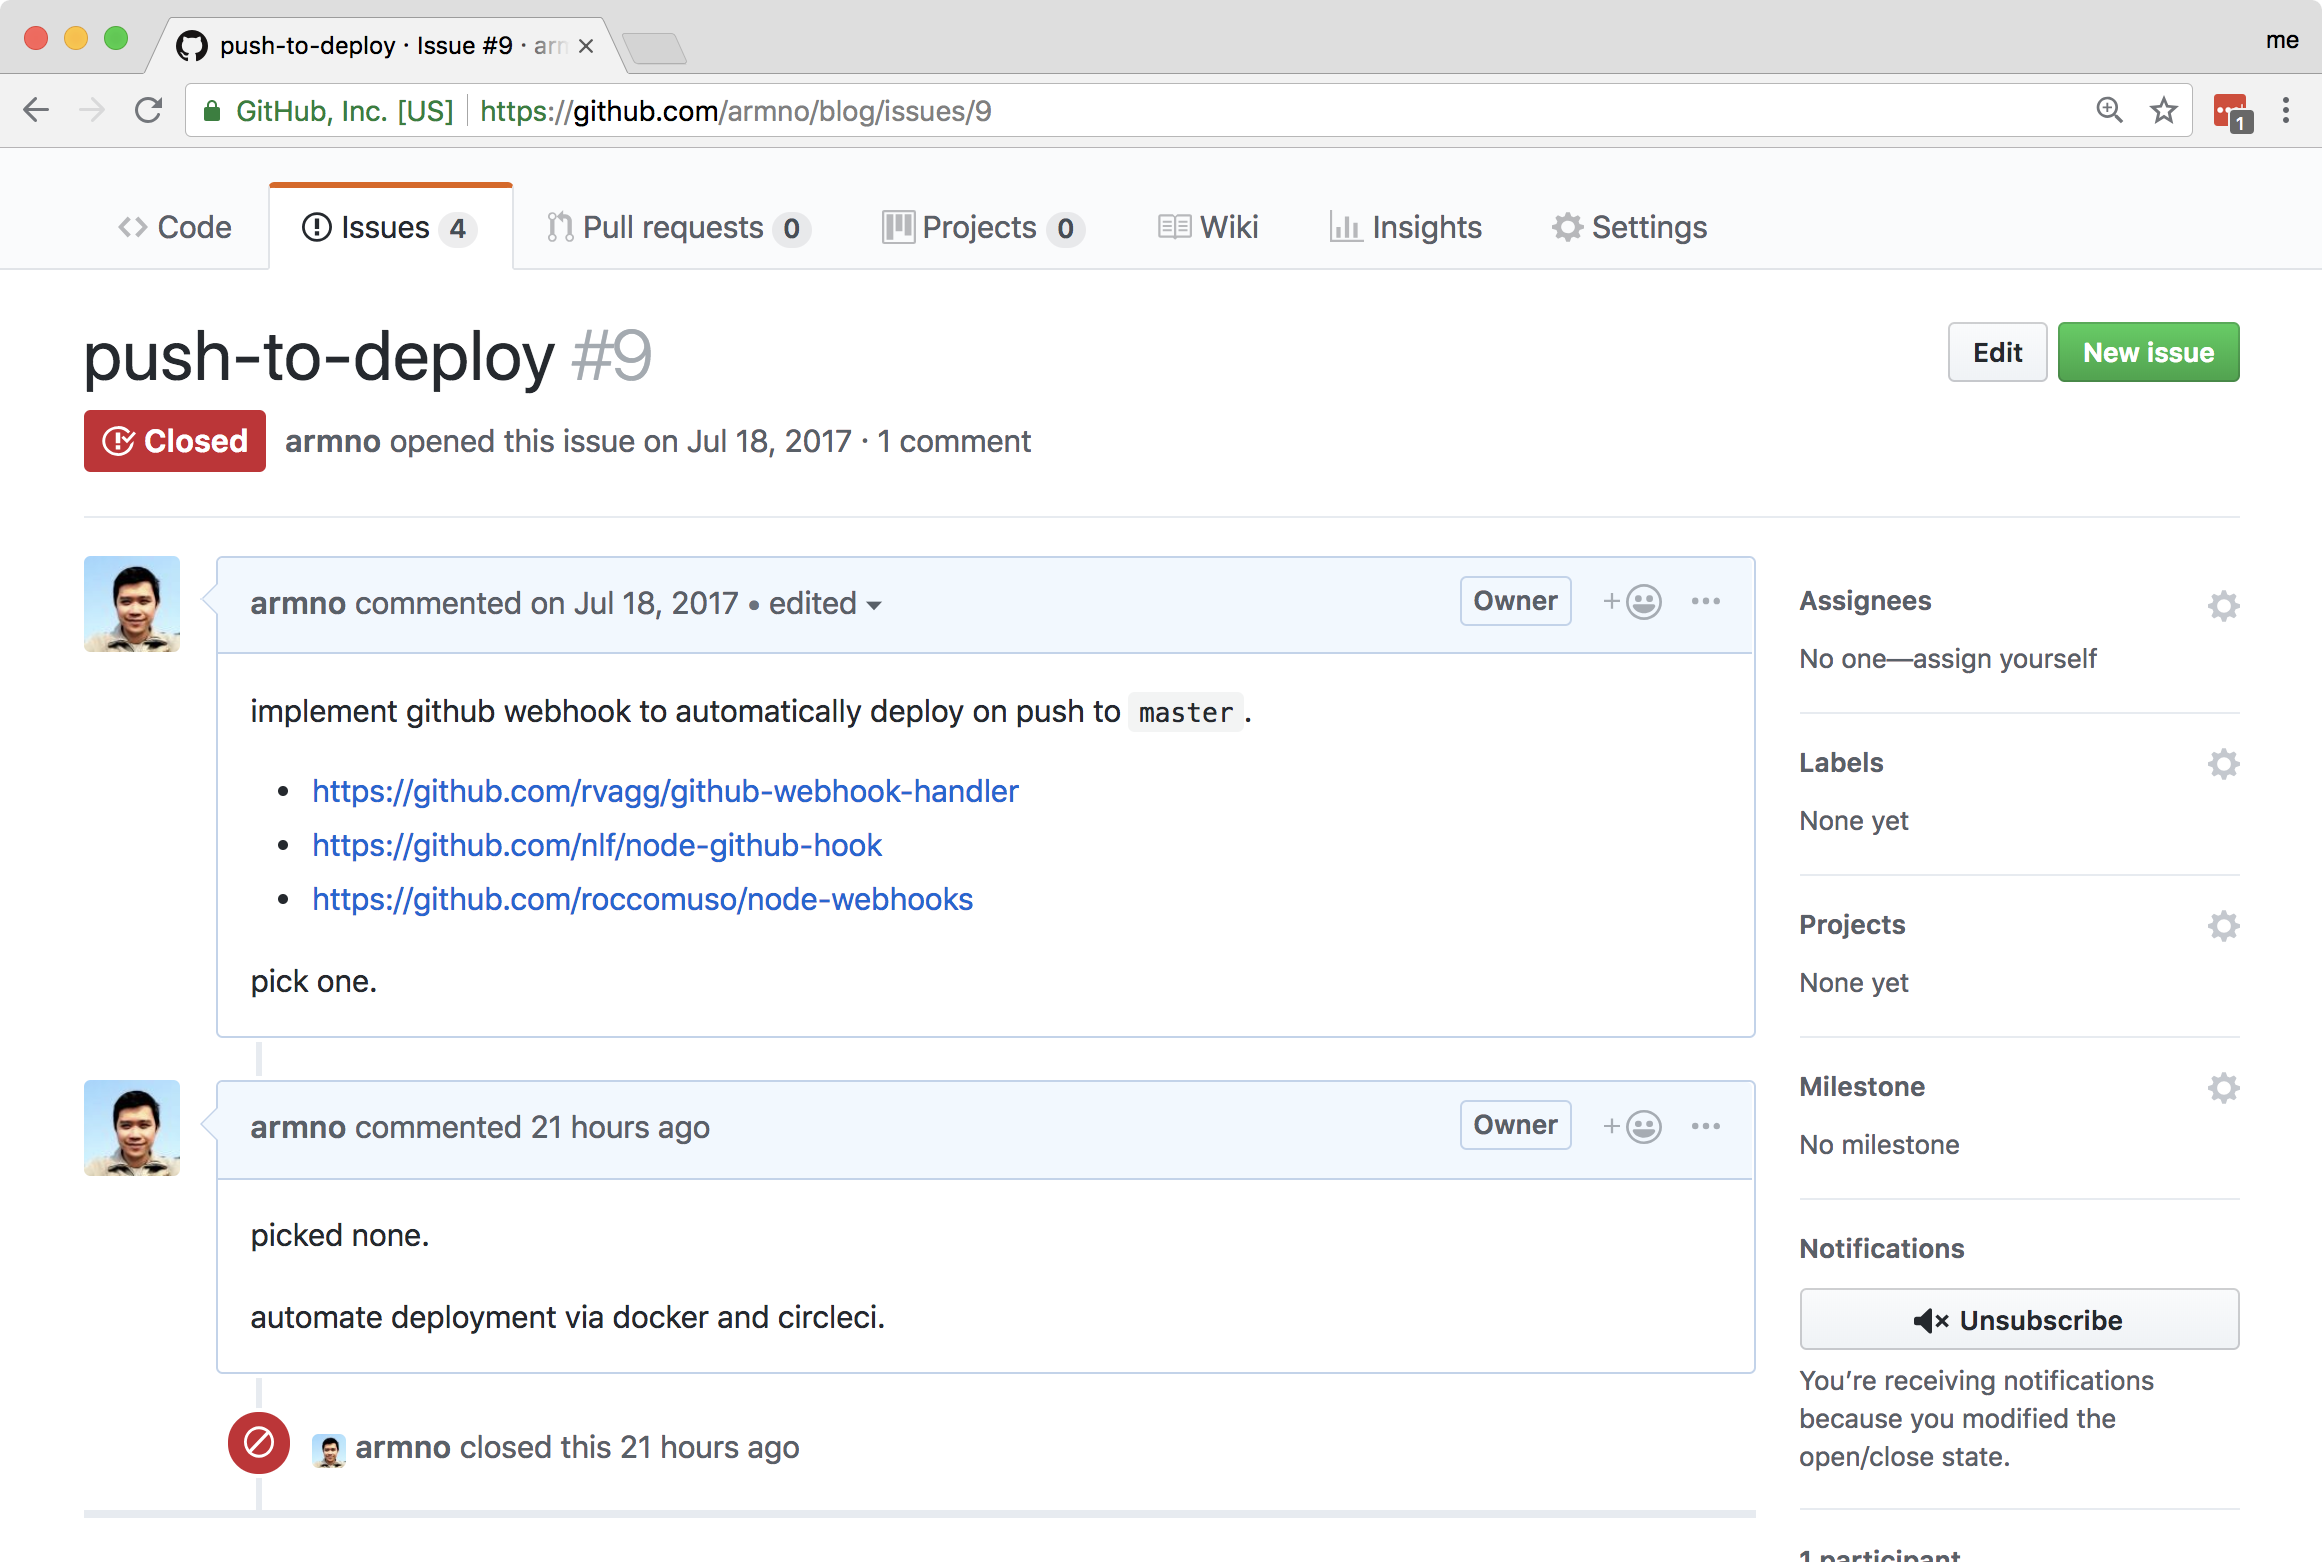 push-to-deploy · Issue #9 · arm
me
GitHub, Inc. [US] https://github.com/armno/blog/issues/9
1
Code Issues 4 Pull requests 0 Projects 0 Wiki Insights Settings
push-to-deploy #9
Edit New issue
Closed armno opened this issue on Jul 18, 2017 · 1 comment
armno commented on Jul 18, 2017 • edited
Owner
implement github webhook to automatically deploy on push to master.
• https://github.com/rvagg/github-webhook-handler
• https://github.com/nlf/node-github-hook
• https://github.com/roccomuso/node-webhooks
pick one.
armno commented 21 hours ago
Owner
picked none.
automate deployment via docker and circleci.
armno closed this 21 hours ago
Assignees
No one—assign yourself
Labels
None yet
Projects
None yet
Milestone
No milestone
Notifications
Unsubscribe
You’re receiving notifications
because you modified the
open/close state.
1 participant